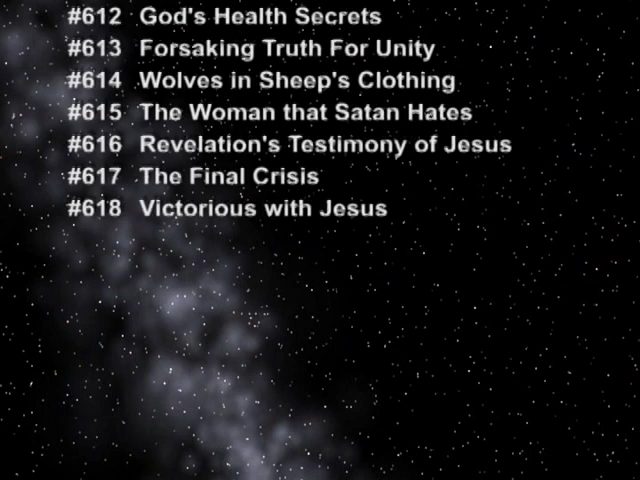 #612 God's Health Secrets
#613 Forsaking Truth For Unity
#614 Wolves in Sheep's Clothing
#615 The Woman that Satan Hates
#616 Revelation's Testimony of Jesus
#617 The Final Crisis
#618 Victorious with Jesus